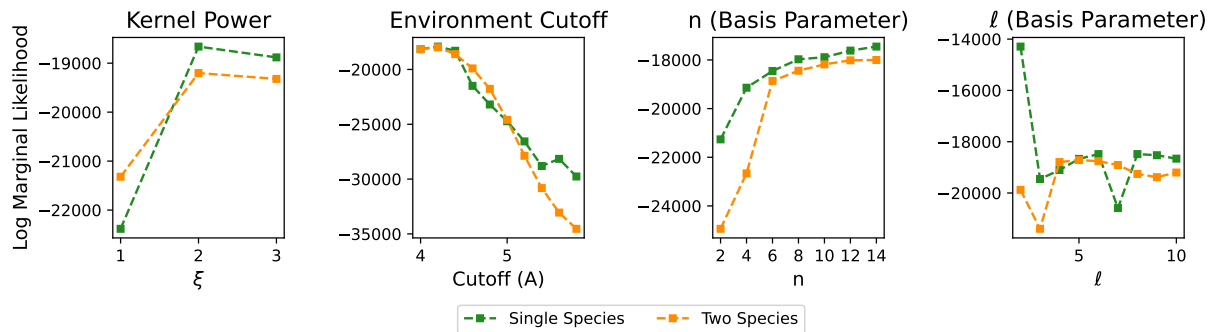 Kernel Power
Environment Cutoff
n (Basis Parameter)
ℓ (Basis Parameter)
Log Marginal Likelihood
−19000
−20000
−21000
−22000
1 2 3
ξ
−20000
−25000
−30000
−35000
4 5
Cutoff (A)
−18000
−20000
−22000
−24000
2 4 6 8 10 12 14
n
−14000
−16000
−18000
−20000
5 10
ℓ
Single Species
Two Species